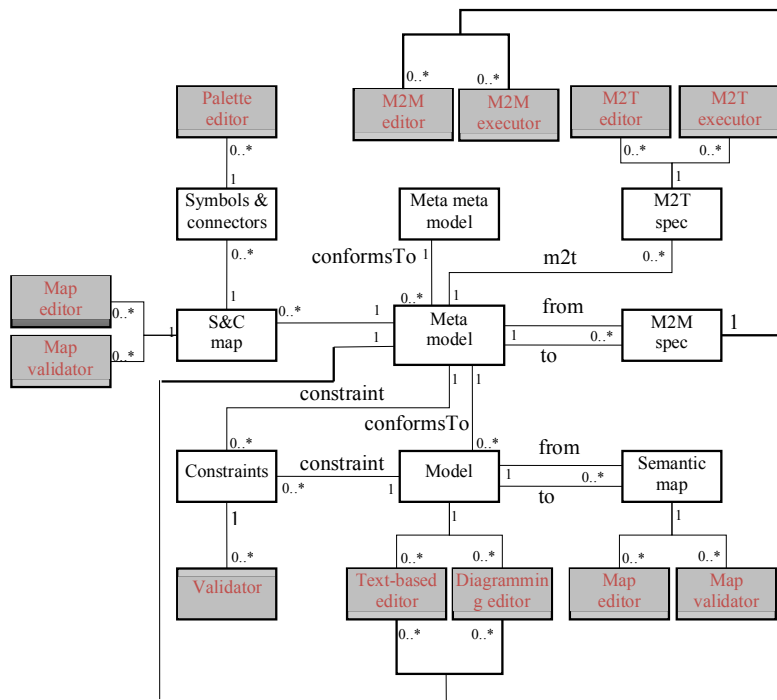 0..*
0..*
Palette
editor
M2M
editor
M2M
executor
M2T
editor
M2T
executor
0..*
1
0..*
0..*
1
Symbols &
connectors
Meta meta
model
M2T
spec
0..*
1
conformsTo
1
0..*
m2t
0..*
1
Map
editor
0..*
1
S&C
map
0..*
1
1
Meta
model
from
1
0..*
to
M2M
spec
1
Map
validator
0..*
constraint
1
1
0..*
conformsTo
0..*
Constraints
constraint
0..*
1
Model
from
1
0..*
to
Semantic
map
1
0..*
1
0..*
0..*
1
0..*
0..*
Validator
Text-based
editor
Diagrammin
g editor
Map
editor
Map
validator
0..*
0..*